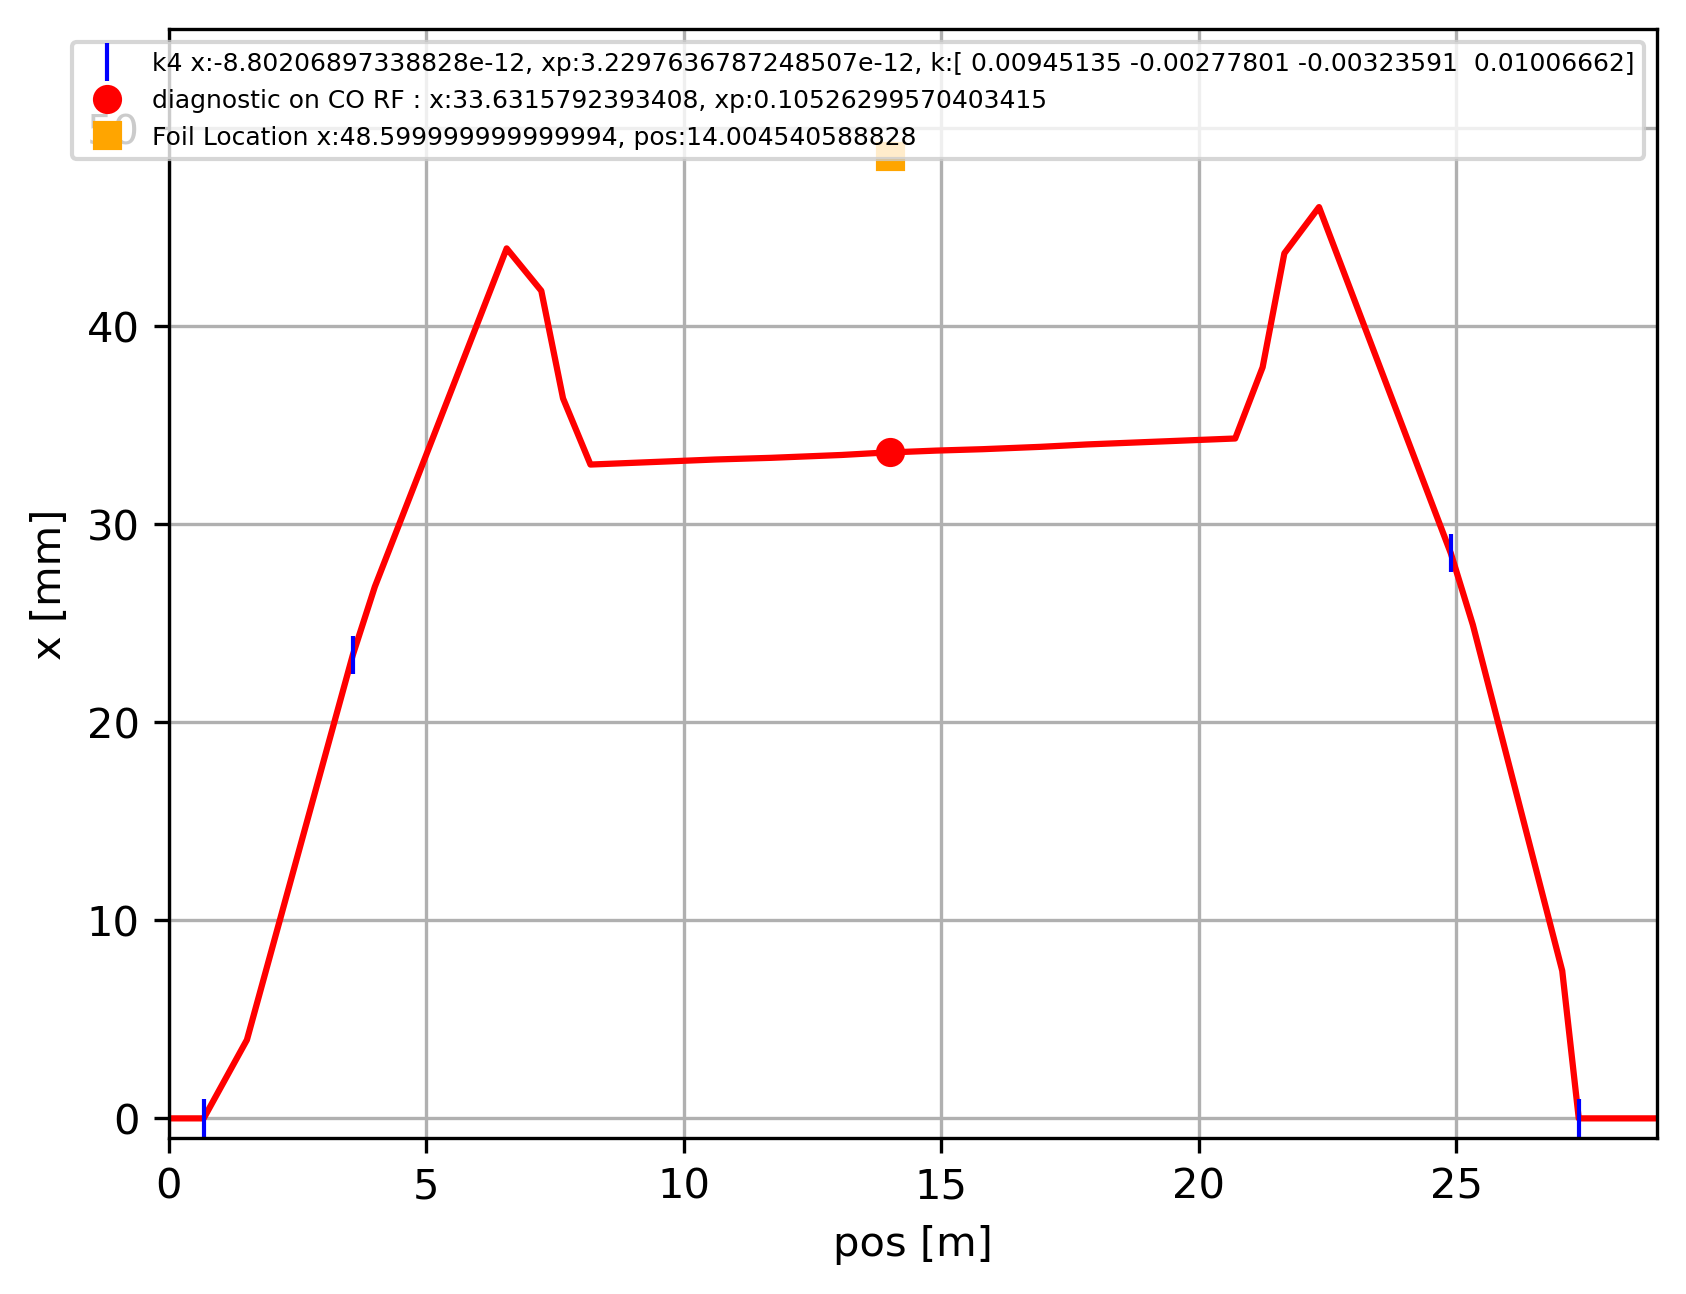 k4 x:-8.80206897338828e-12, xp:3.2297636787248507e-12, k:[ 0.00945135 -0.00277801 -0.00323591  0.01006662]
diagnostic on CO RF : x:33.6315792393408, xp:0.10526299570403415
Foil Location x:48.599999999999994, pos:14.004540588828
50
40
30
20
10
0
x [mm]
0 5 10 15 20 25
pos [m]